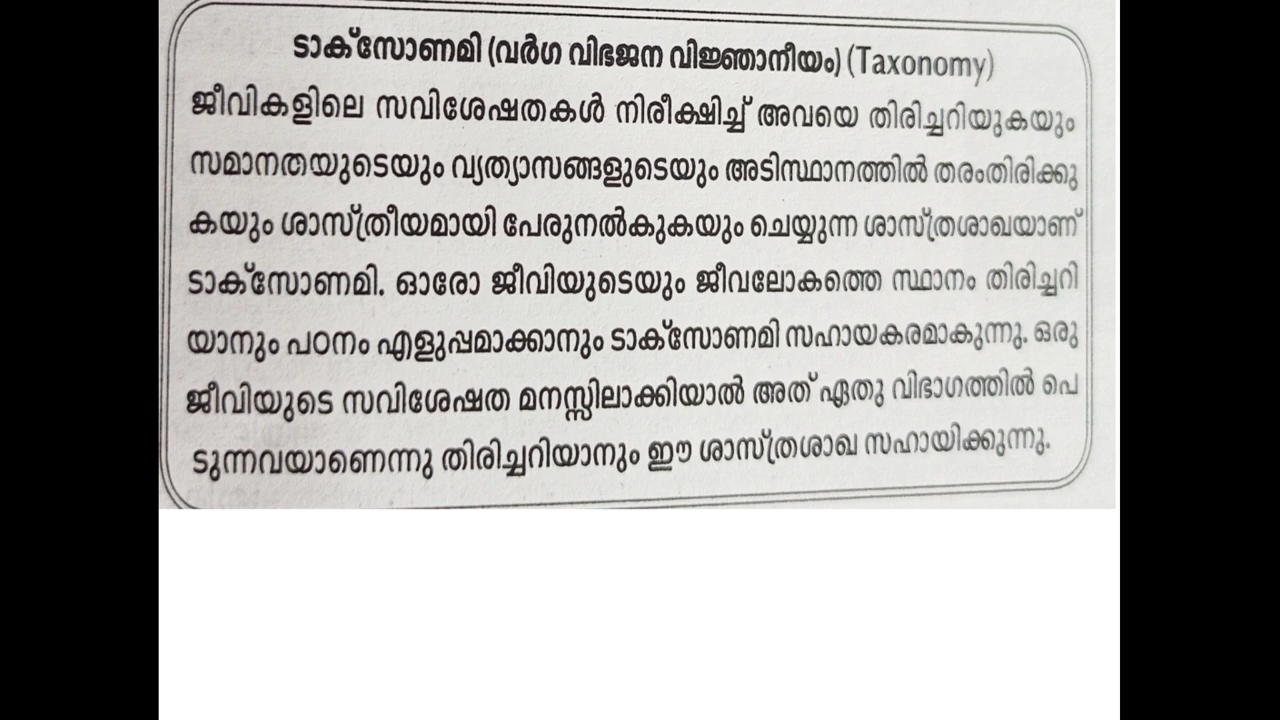 ടാക്സോണമി (വർഗ വിഭജന വിജ്ഞാനീയം) (Taxonomy)
ജീവികളിലെ സവിശേഷതകൾ നിരീക്ഷിച്ച് അവയെ തിരിച്ചറിയുകയും
സമാനതയുടെയും വ്യത്യാസങ്ങളുടെയും അടിസ്ഥാനത്തിൽ തരംതിരിക്കു
കയും ശാസ്ത്രീയമായി പേരുനൽകുകയും ചെയ്യുന്ന ശാസ്ത്രശാഖയാണ്
ടാക്സോണമി. ഓരോ ജീവിയുടെയും ജീവലോകത്തെ സ്ഥാനം തിരിച്ചറി
യാനും പഠനം എളുപ്പമാക്കാനും ടാക്സോണമി സഹായകരമാകുന്നു. ഒരു
ജീവിയുടെ സവിശേഷത മനസ്സിലാക്കിയാൽ അത് ഏതു വിഭാഗത്തിൽ പെ
ടുന്നവയാണെന്നു തിരിച്ചറിയാനും ഈ ശാസ്ത്രശാഖ സഹായിക്കുന്നു.